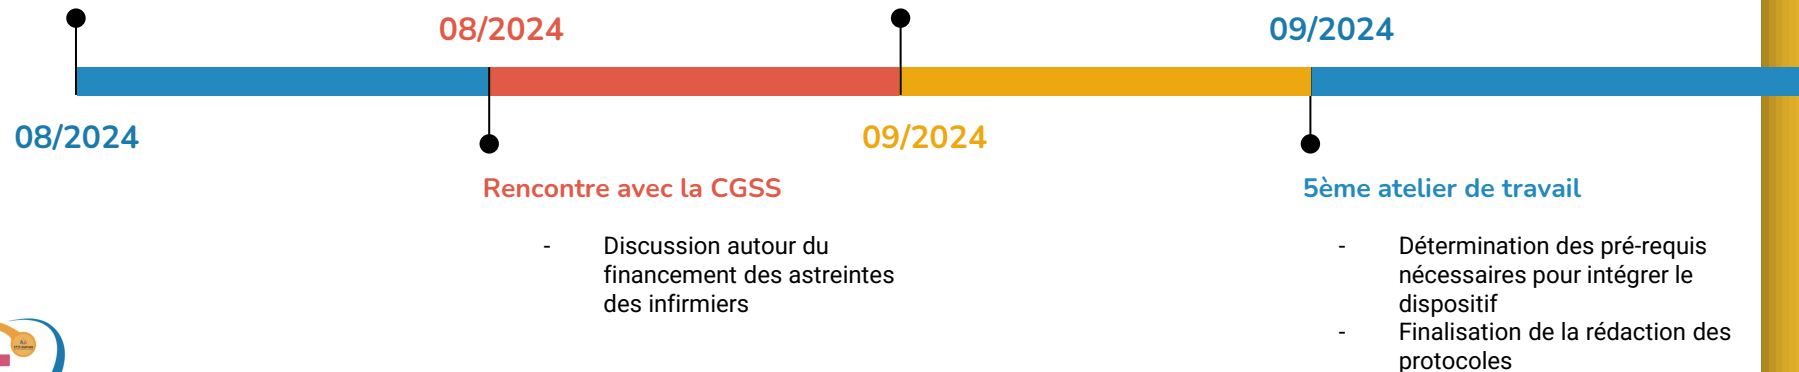 08/2024
09/2024
08/2024
09/2024
Rencontre avec la CGSS
5ème atelier de travail
- Discussion autour du
financement des astreintes
des infirmiers
- Détermination des pré-requis
nécessaires pour intégrer le
dispositif
- Finalisation de la rédaction des
protocoles